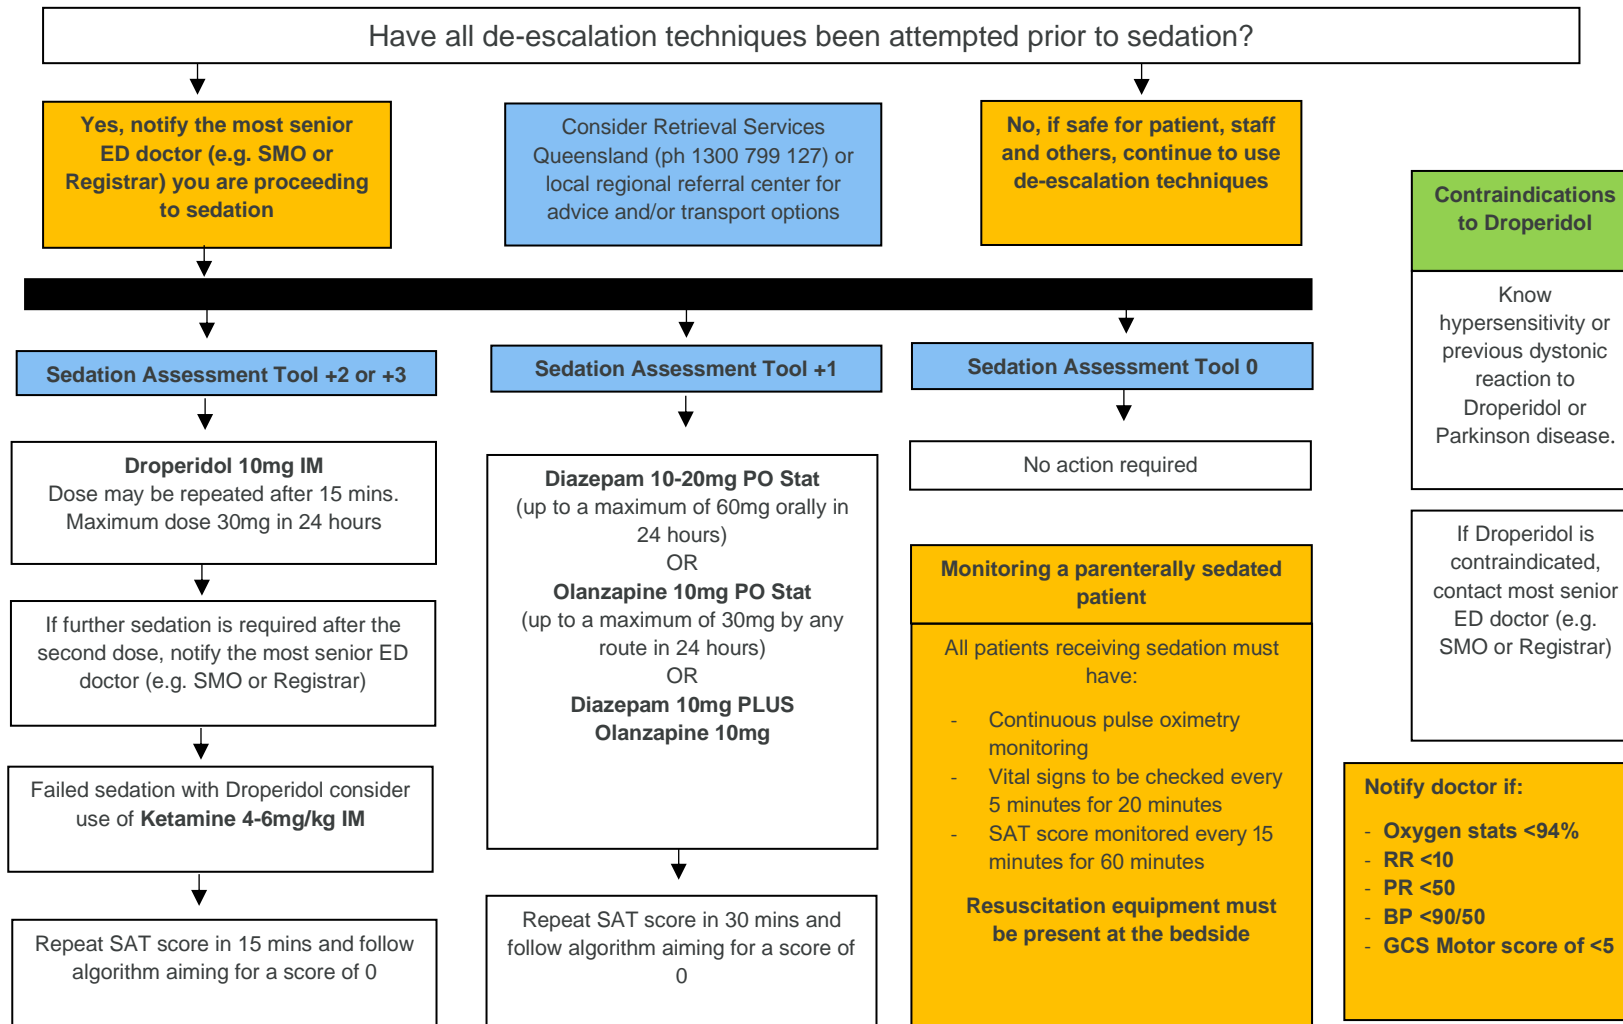 Have all de-escalation techniques been attempted prior to sedation?
Yes, notify the most senior
ED doctor (e.g. SMO or
Registrar) you are proceeding
to sedation
Consider Retrieval Services
Queensland (ph 1300 799 127) or
local regional referral center for
advice and/or transport options
No, if safe for patient, staff
and others, continue to use
de-escalation techniques
Sedation Assessment Tool +2 or +3
Droperidol 10mg IM
Dose may be repeated after 15 mins.
Maximum dose 30mg in 24 hours
If further sedation is required after the
second dose, notify the most senior ED
doctor (e.g. SMO or Registrar)
Failed sedation with Droperidol consider
use of Ketamine 4-6mg/kg IM
Repeat SAT score in 15 mins and follow
algorithm aiming for a score of 0
Sedation Assessment Tool +1
Diazepam 10-20mg PO Stat
(up to a maximum of 60mg orally in
24 hours)
OR
Olanzapine 10mg PO Stat
(up to a maximum of 30mg by any
route in 24 hours)
OR
Diazepam 10mg PLUS
Olanzapine 10mg
Repeat SAT score in 30 mins and
follow algorithm aiming for a score of
0
Sedation Assessment Tool 0
No action required
Monitoring a parenterally sedated
patient
All patients receiving sedation must
have:
- Continuous pulse oximetry
monitoring
- Vital signs to be checked every
5 minutes for 20 minutes
- SAT score monitored every 15
minutes for 60 minutes
Resuscitation equipment must
be present at the bedside
Contraindications
to Droperidol
Know
hypersensitivity or
previous dystonic
reaction to
Droperidol or
Parkinson disease.
If Droperidol is
contraindicated,
contact most senior
ED doctor (e.g.
SMO or Registrar)
Notify doctor if:
- Oxygen stats <94%
- RR <10
- PR <50
- BP <90/50
- GCS Motor score of <5